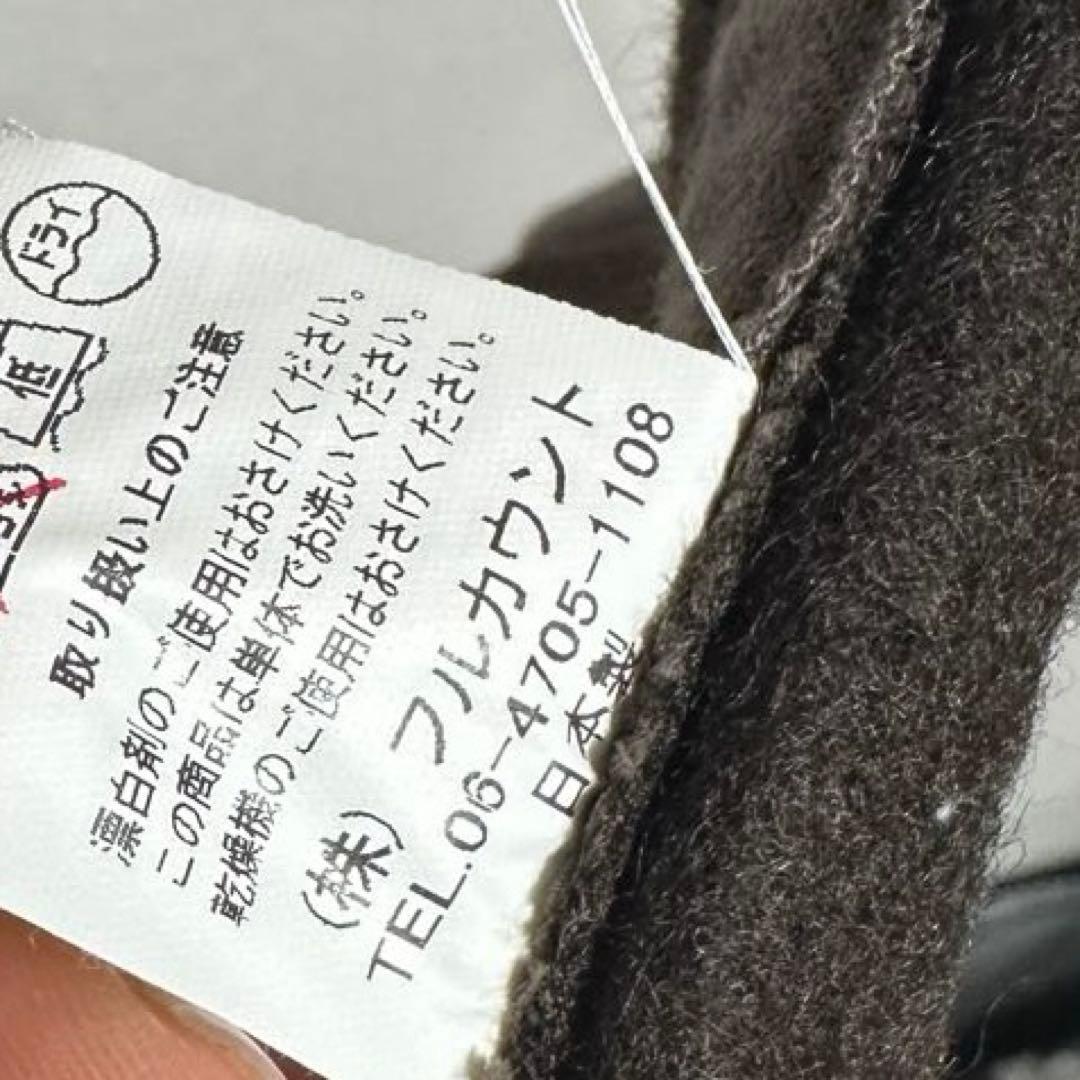 ドライ
低
取り扱い上のご注意
漂白剤のご使用はおさけください。
この商品は単体でお洗いください。
乾燥機のご使用はおさけください。
(株) フルカウント
TEL.06-4705-1108
日本製